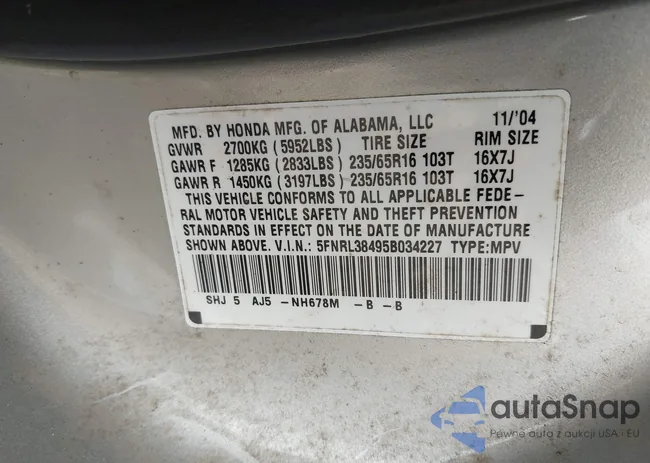 MFD. BY HONDA MFG. OF ALABAMA, LLC 11/'04
GVWR 2700KG (5952LBS) TIRE SIZE RIM SIZE
GAWR F 1285KG (2833LBS) 235/65R16 103T 16X7J
GAWR R 1450KG (3197LBS) 235/65R16 103T 16X7J
THIS VEHICLE CONFORMS TO ALL APPLICABLE FEDE-
RAL MOTOR VEHICLE SAFETY AND THEFT PREVENTION
STANDARDS IN EFFECT ON THE DATE OF MANUFACTURE
SHOWN ABOVE. V.I.N.: 5FNRL38495B034227 TYPE:MPV
SHJ 5 AJ5 -NH678M -B -B
autaSnap
Pewne auta z aukcji USA i EU